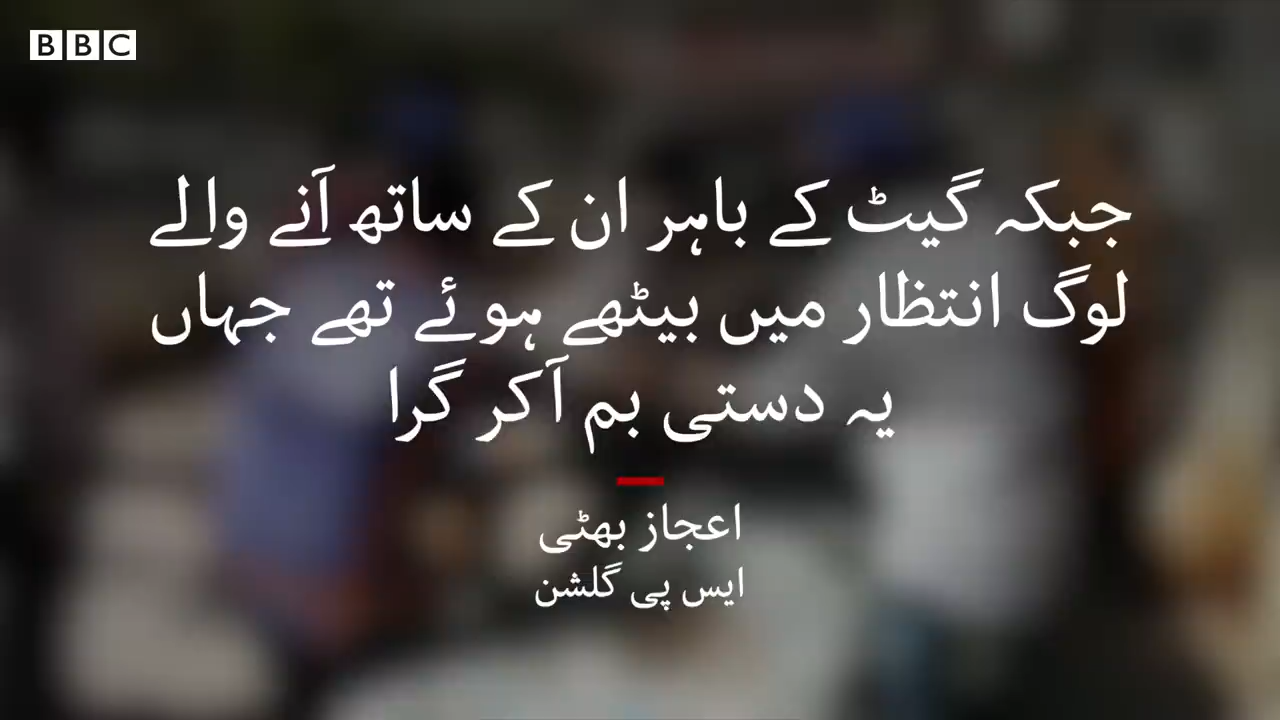 BBC
جبکہ گیٹ کے باہر ان کے ساتھ آنے والے
لوگ انتظار میں بیٹھے ہوئے تھے جہاں
یہ دستی بم آکر گرا
اعجاز بھٹی
ایس پی گلشن